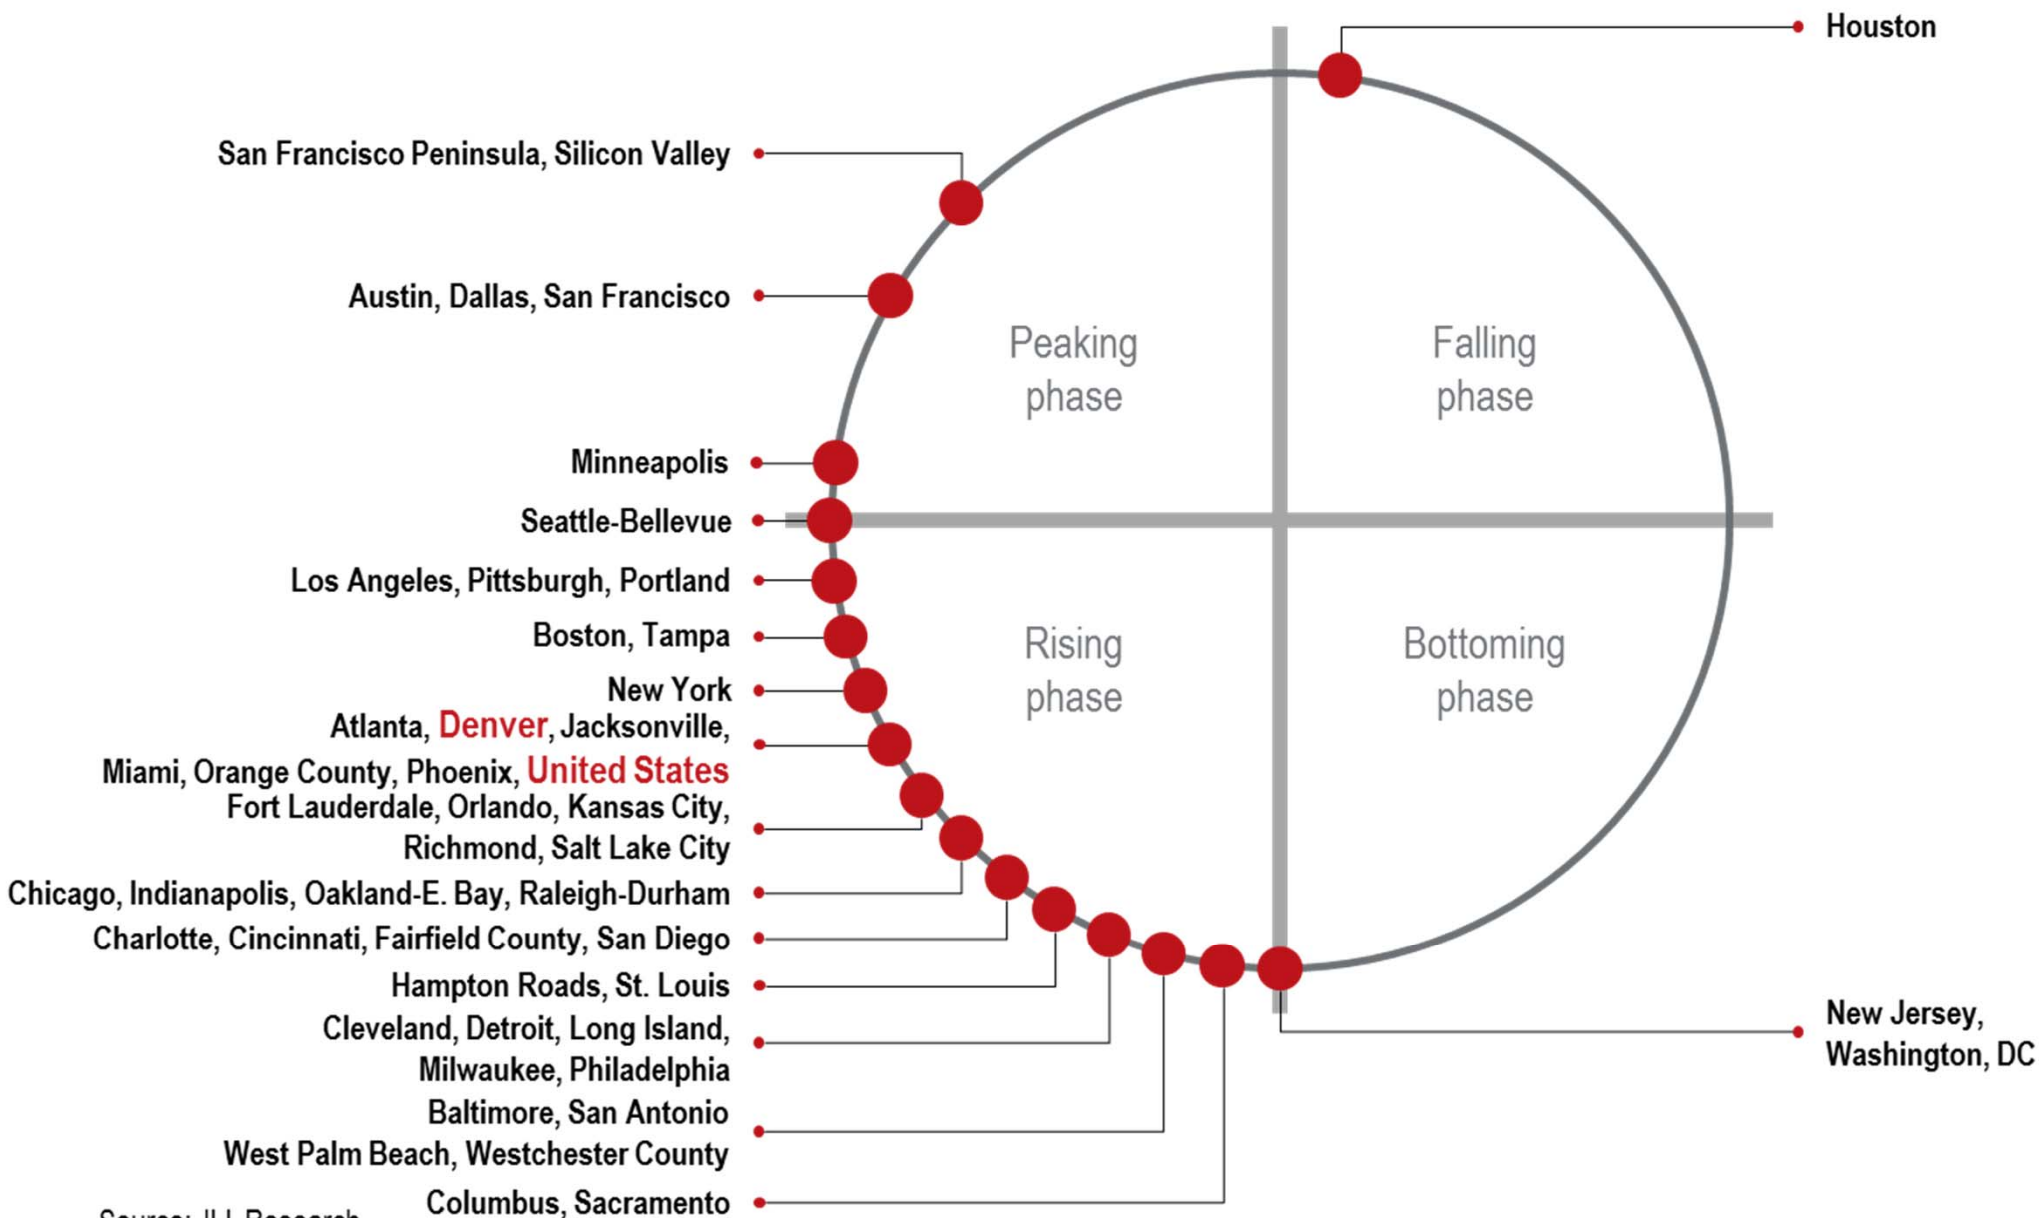 Houston
San Francisco Peninsula, Silicon Valley
Austin, Dallas, San Francisco
Peaking
phase
Falling
phase
Minneapolis
Seattle-Bellevue
Los Angeles, Pittsburgh, Portland
Boston, Tampa
Rising
phase
Bottoming
phase
New York
Atlanta, Denver, Jacksonville,
Miami, Orange County, Phoenix, United States
Fort Lauderdale, Orlando, Kansas City,
Richmond, Salt Lake City
Chicago, Indianapolis, Oakland-E. Bay, Raleigh-Durham
Charlotte, Cincinnati, Fairfield County, San Diego
Hampton Roads, St. Louis
Cleveland, Detroit, Long Island,
Milwaukee, Philadelphia
New Jersey,
Washington, DC
Baltimore, San Antonio
West Palm Beach, Westchester County
Columbus, Sacramento
Source: JLL Research